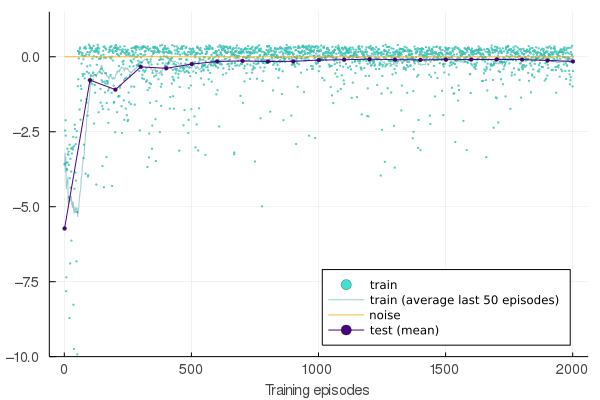 0.0
−2.5
−5.0
−7.5
−10.0
0
500
1000
1500
2000
Training episodes
train
train (average last 50 episodes)
noise
test (mean)